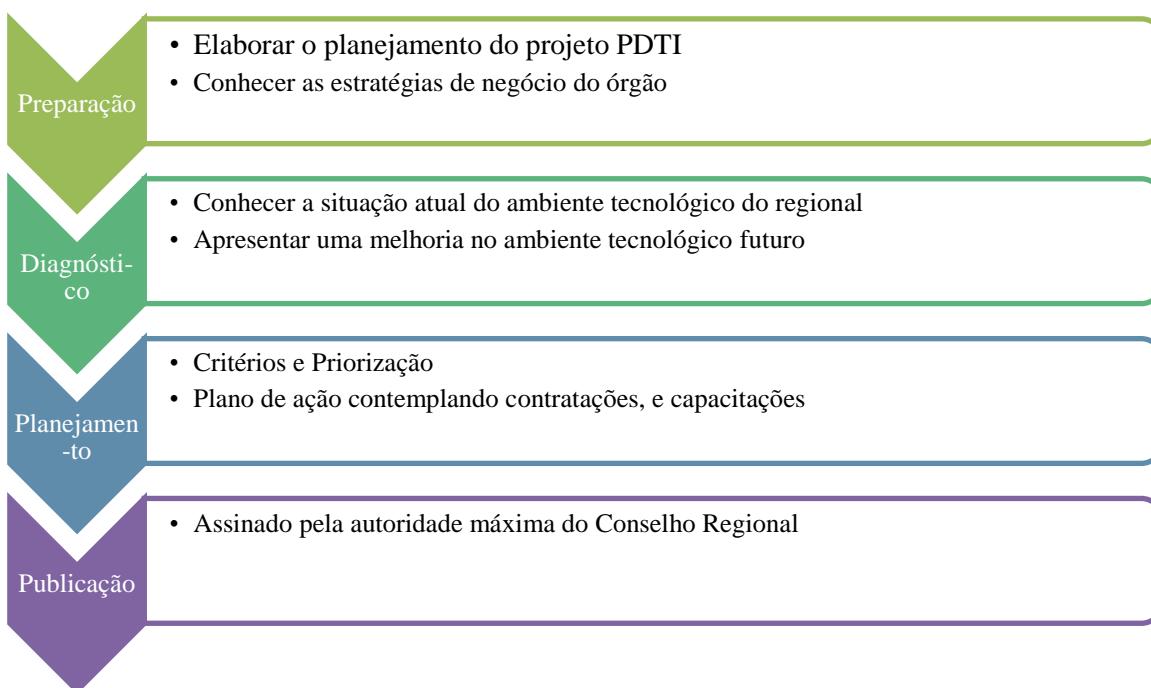 Preparação
• Elaborar o planejamento do projeto PDTI
• Conhecer as estratégias de negócio do órgão
Diagnósti-
co
• Conhecer a situação atual do ambiente tecnológico do regional
• Apresentar uma melhoria no ambiente tecnológico futuro
Planejamen
-to
• Critérios e Priorização
• Plano de ação contemplando contratações, e capacitações
Publicação
• Assinado pela autoridade máxima do Conselho Regional